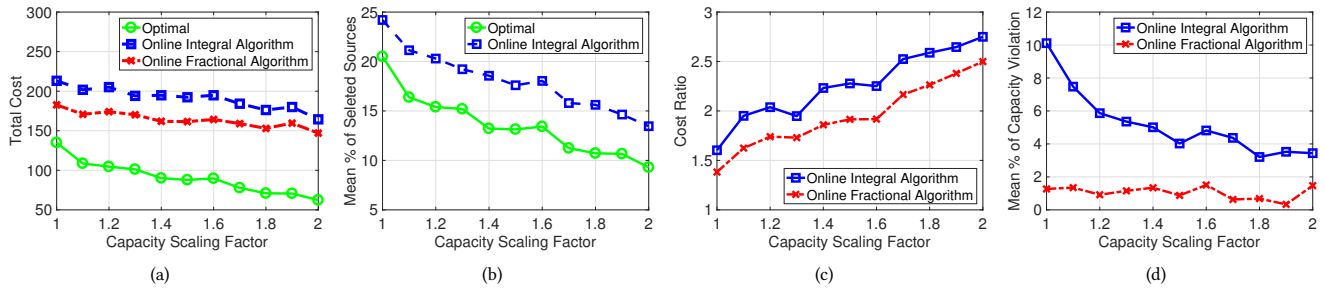 300
250
200
150
100
50
Total Cost
Optimal
Online Integral Algorithm
Online Fractional Algorithm
1 1.2 1.4 1.6 1.8 2
Capacity Scaling Factor
(a)
25
20
15
10
5
Mean % of Seleted Sources
Optimal
Online Integral Algorithm
1 1.2 1.4 1.6 1.8 2
Capacity Scaling Factor
(b)
3
2.5
2
1.5
1
Cost Ratio
Online Integral Algorithm
Online Fractional Algorithm
1 1.2 1.4 1.6 1.8 2
Capacity Scaling Factor
(c)
12
10
8
6
4
2
0
Mean % of Capacity Violation
Online Integral Algorithm
Online Fractional Algorithm
1 1.2 1.4 1.6 1.8 2
Capacity Scaling Factor
(d)